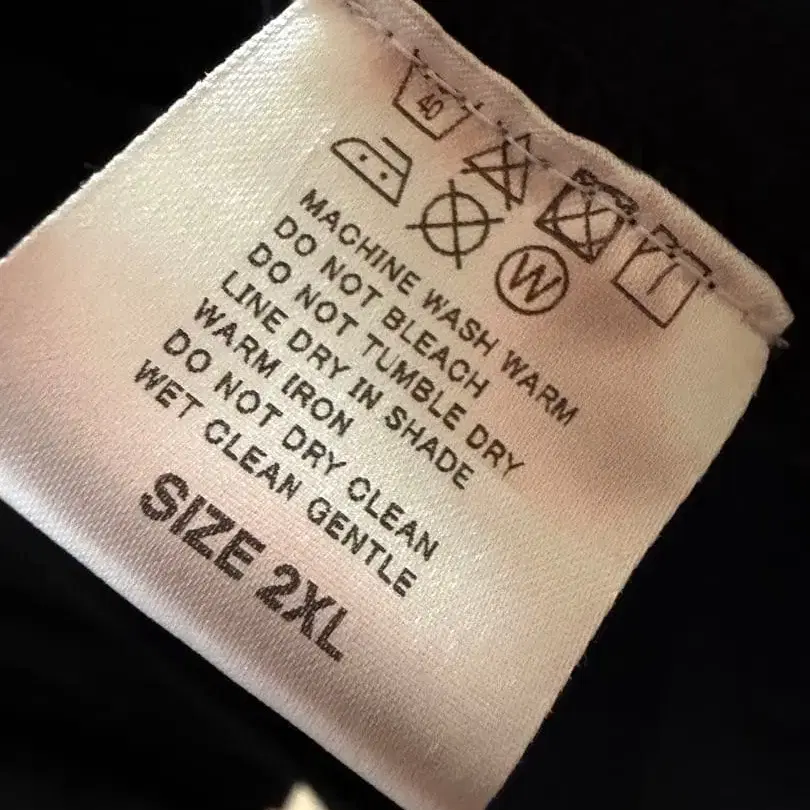 40
W
MACHINE WASH WARM
DO NOT BLEACH
DO NOT TUMBLE DRY
LINE DRY IN SHADE
WARM IRON
DO NOT DRY CLEAN
WET CLEAN GENTLE
SIZE 2XL